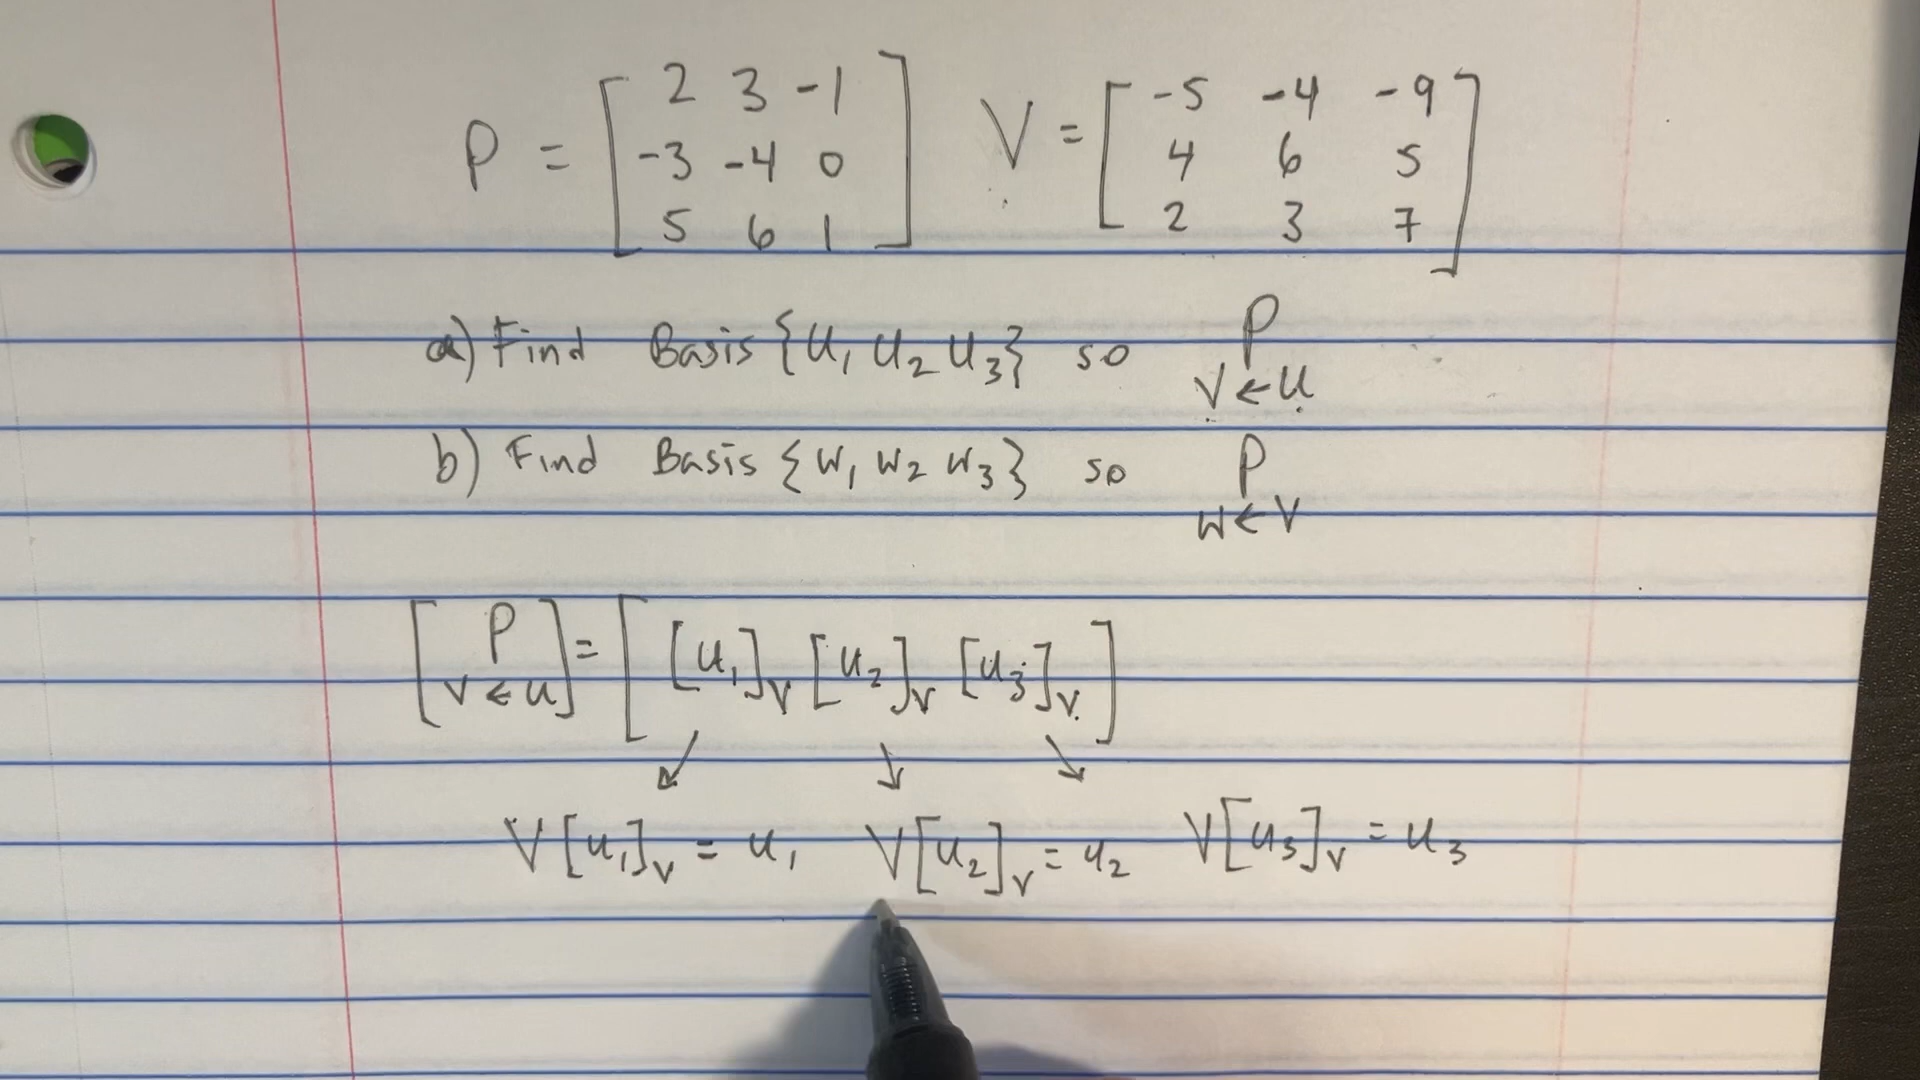 P = [ 2 3 -1 ] V = [ -5 -4 -9 ]
[ -3 -4 0 ] [ 4 6 5 ]
[ 5 6 1 ] [ 2 3 7 ]
a) Find Basis {u₁ u₂ u₃} so P V←u
b) Find Basis {w₁ w₂ w₃} so P w←V
[ P v←u ] = [ [u₁]ᵥ [u₂]ᵥ [u₃]ᵥ ]
↙ ↘ ↘
V[u₁]ᵥ = u₁ V[u₂]ᵥ = u₂ V[u₃]ᵥ = u₃